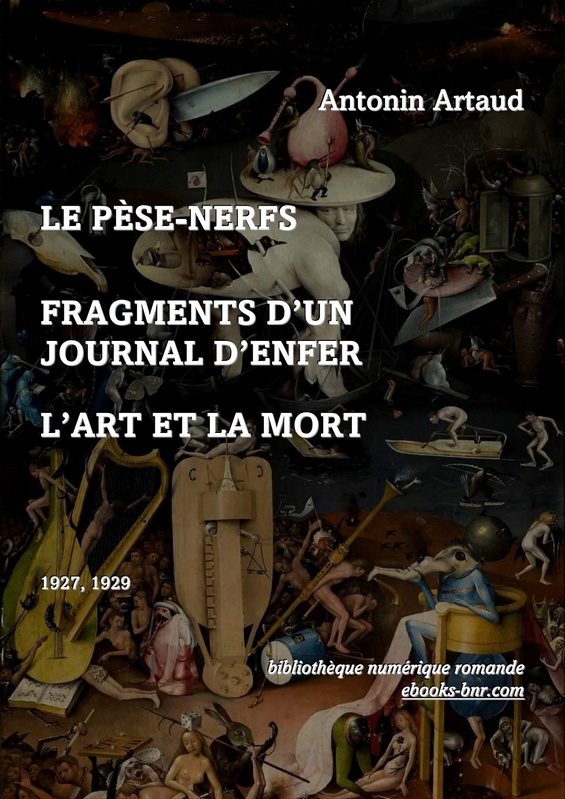 Antonin Artaud
LE PÈSE-NERFS
FRAGMENTS D’UN
JOURNAL D’ENFER
L’ART ET LA MORT
1927, 1929
bibliothèque numérique romande
ebooks-bnr.com